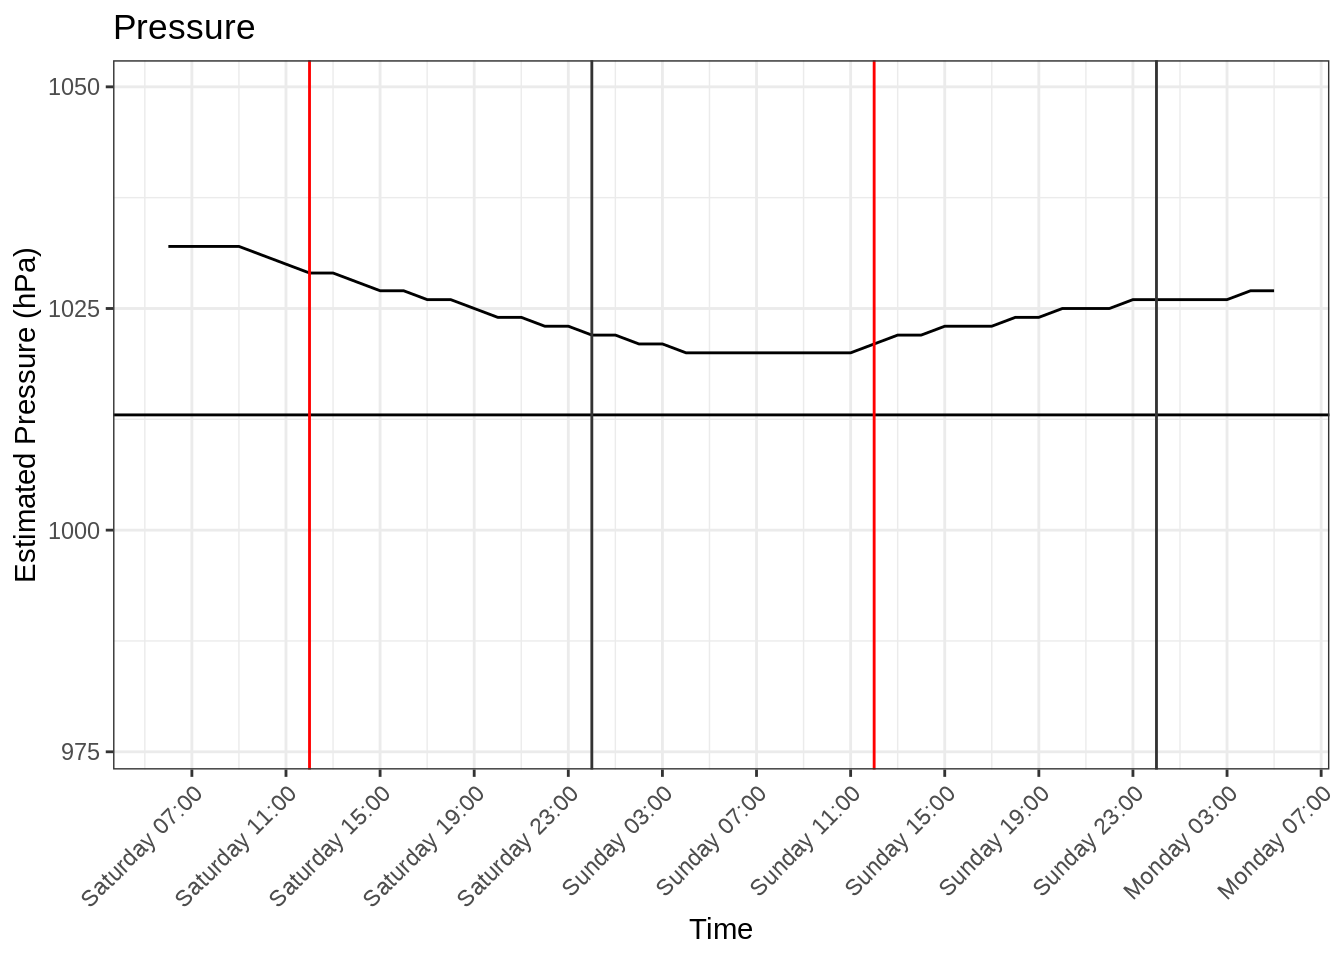 Pressure
Estimated Pressure (hPa)
1050
1025
1000
975
Saturday 07:00
Saturday 11:00
Saturday 15:00
Saturday 19:00
Saturday 23:00
Sunday 03:00
Sunday 07:00
Sunday 11:00
Sunday 15:00
Sunday 19:00
Sunday 23:00
Monday 03:00
Monday 07:00
Time